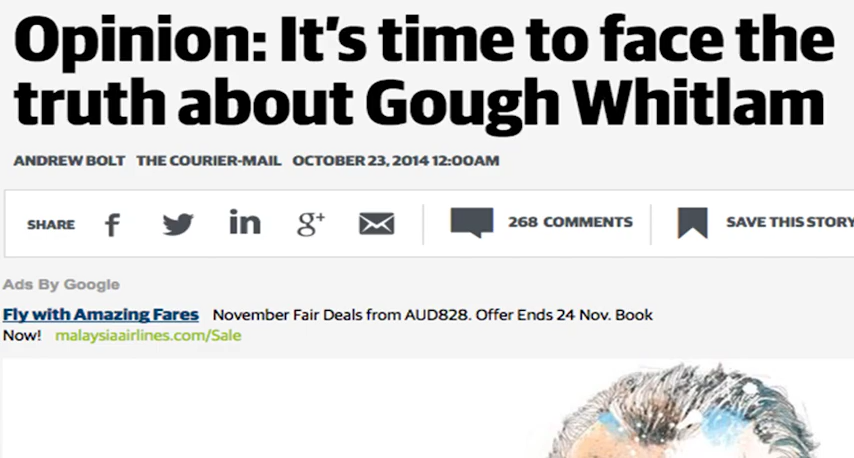 Opinion: It's time to face the
truth about Gough Whitlam
ANDREW BOLT THE COURIER-MAIL OCTOBER 23, 2014 12:00AM
SHARE f in g+ 268 COMMENTS SAVE THIS STORY
Ads By Google
Fly with Amazing Fares November Fair Deals from AUD828. Offer Ends 24 Nov. Book
Now! malaysiaairlines.com/Sale